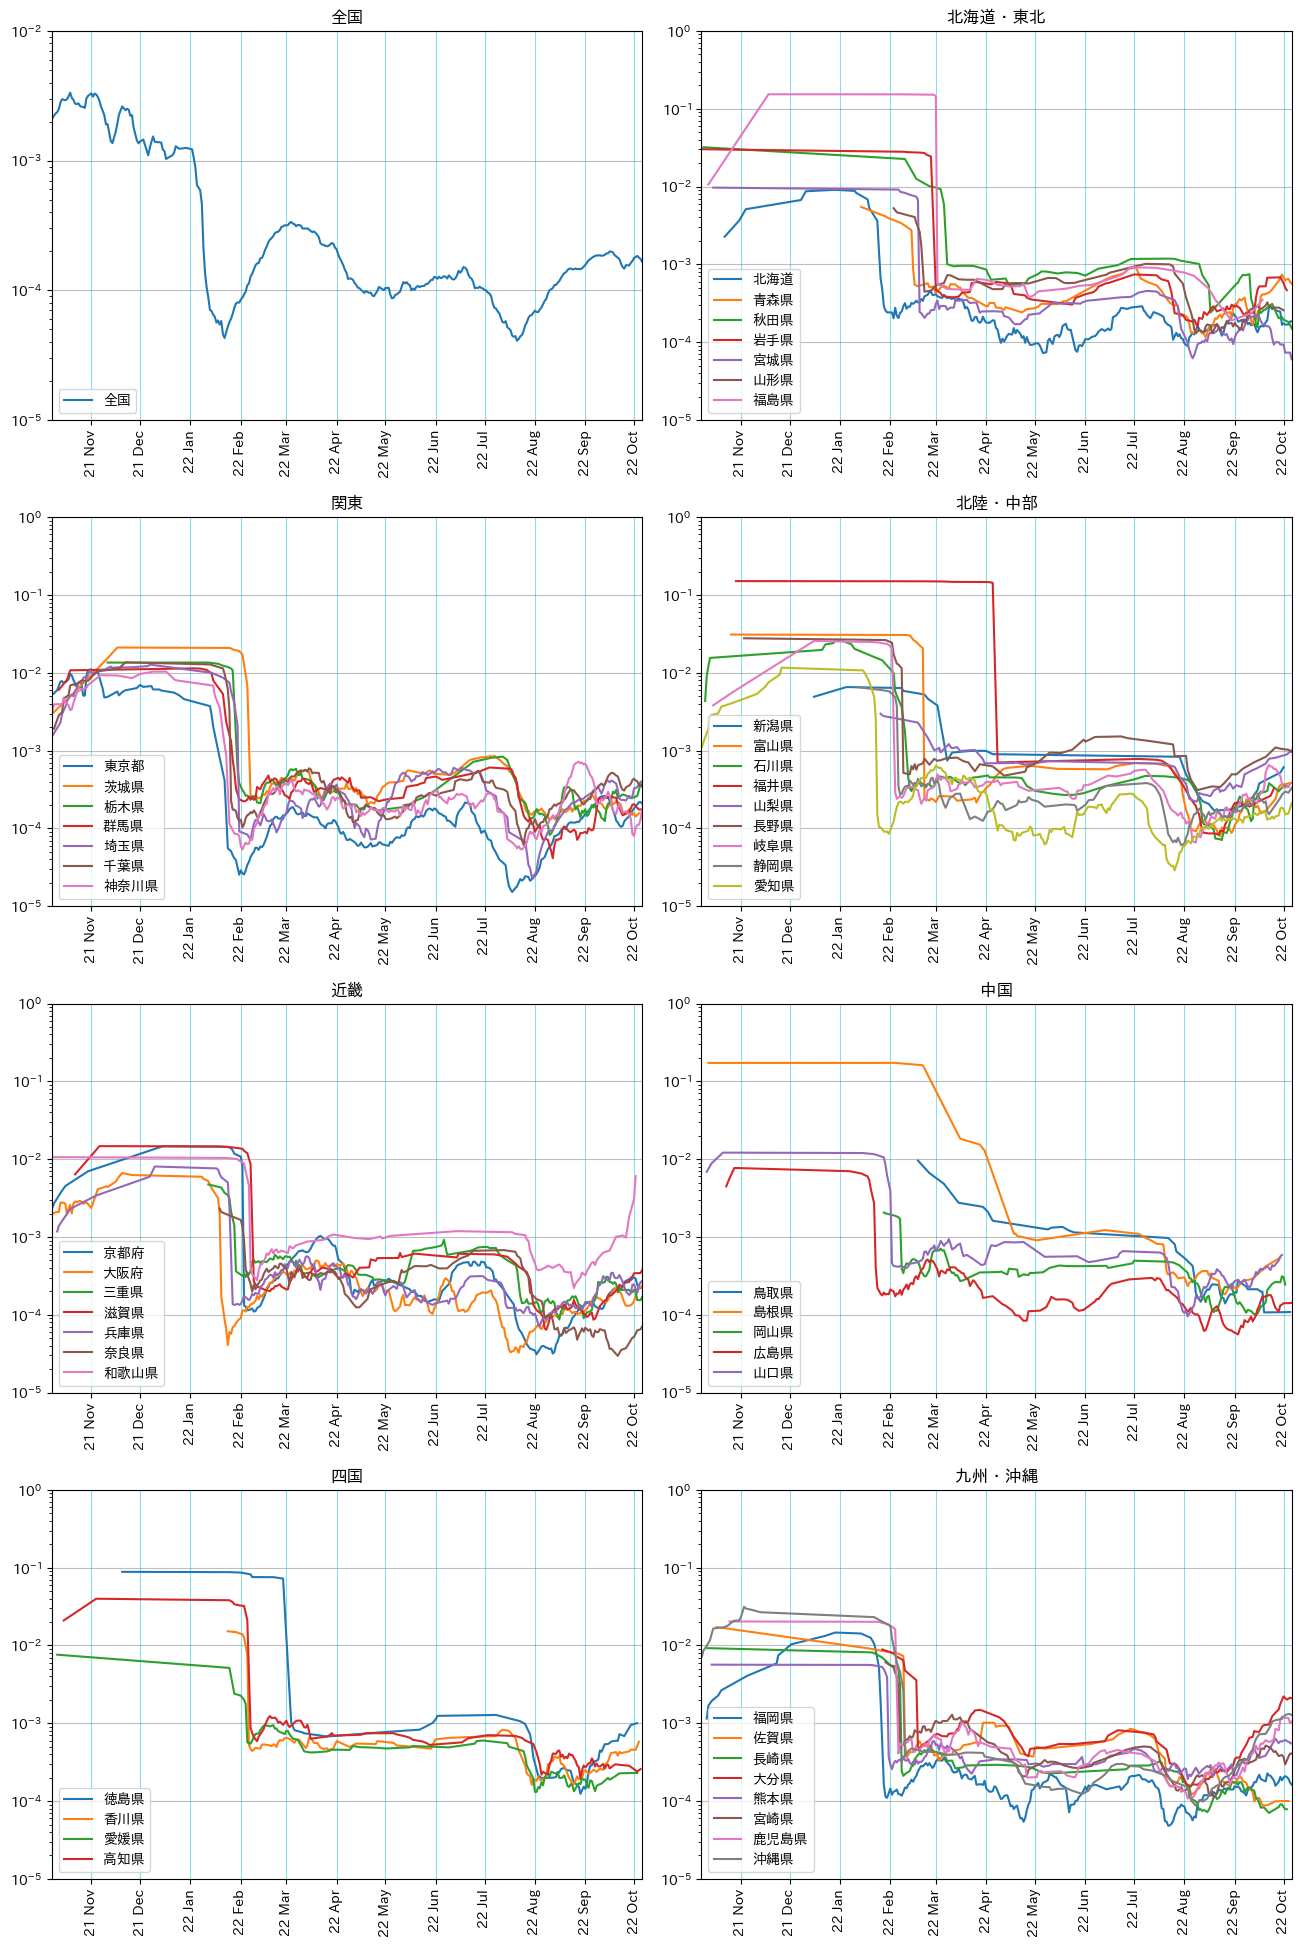 全国
10⁻²
10⁻³
10⁻⁴
10⁻⁵
全国
21 Nov
21 Dec
22 Jan
22 Feb
22 Mar
22 Apr
22 May
22 Jun
22 Jul
22 Aug
22 Sep
22 Oct
北海道・東北
10⁰
10⁻¹
10⁻²
10⁻³
10⁻⁴
10⁻⁵
北海道
青森県
秋田県
岩手県
宮城県
山形県
福島県
21 Nov
21 Dec
22 Jan
22 Feb
22 Mar
22 Apr
22 May
22 Jun
22 Jul
22 Aug
22 Sep
22 Oct
関東
10⁰
10⁻¹
10⁻²
10⁻³
10⁻⁴
10⁻⁵
東京都
茨城県
栃木県
群馬県
埼玉県
千葉県
神奈川県
21 Nov
21 Dec
22 Jan
22 Feb
22 Mar
22 Apr
22 May
22 Jun
22 Jul
22 Aug
22 Sep
22 Oct
北陸・中部
10⁰
10⁻¹
10⁻²
10⁻³
10⁻⁴
10⁻⁵
新潟県
富山県
石川県
福井県
山梨県
長野県
岐阜県
静岡県
愛知県
21 Nov
21 Dec
22 Jan
22 Feb
22 Mar
22 Apr
22 May
22 Jun
22 Jul
22 Aug
22 Sep
22 Oct
近畿
10⁰
10⁻¹
10⁻²
10⁻³
10⁻⁴
10⁻⁵
京都府
大阪府
三重県
滋賀県
兵庫県
奈良県
和歌山県
21 Nov
21 Dec
22 Jan
22 Feb
22 Mar
22 Apr
22 May
22 Jun
22 Jul
22 Aug
22 Sep
22 Oct
中国
10⁰
10⁻¹
10⁻²
10⁻³
10⁻⁴
10⁻⁵
鳥取県
島根県
岡山県
広島県
山口県
21 Nov
21 Dec
22 Jan
22 Feb
22 Mar
22 Apr
22 May
22 Jun
22 Jul
22 Aug
22 Sep
22 Oct
四国
10⁰
10⁻¹
10⁻²
10⁻³
10⁻⁴
10⁻⁵
徳島県
香川県
愛媛県
高知県
21 Nov
21 Dec
22 Jan
22 Feb
22 Mar
22 Apr
22 May
22 Jun
22 Jul
22 Aug
22 Sep
22 Oct
九州・沖縄
10⁰
10⁻¹
10⁻²
10⁻³
10⁻⁴
10⁻⁵
福岡県
佐賀県
長崎県
大分県
熊本県
宮崎県
鹿児島県
沖縄県
21 Nov
21 Dec
22 Jan
22 Feb
22 Mar
22 Apr
22 May
22 Jun
22 Jul
22 Aug
22 Sep
22 Oct